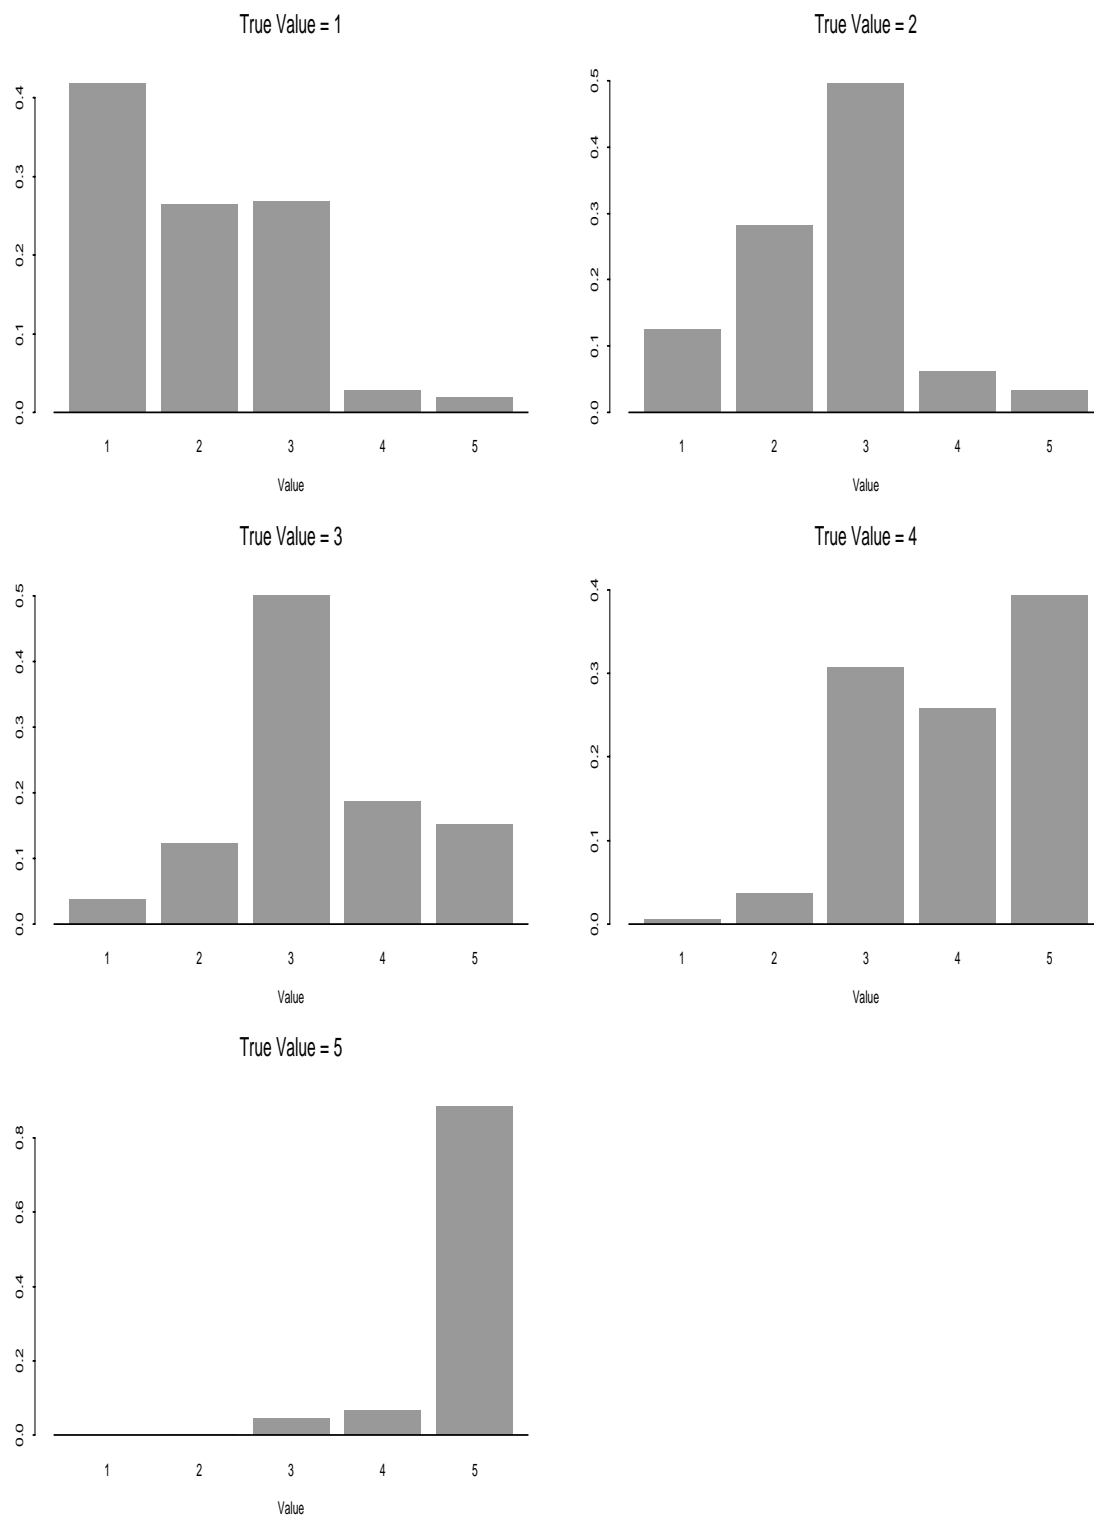 True Value = 1
0.0 0.1 0.2 0.3 0.4
1 2 3 4 5
Value
True Value = 2
0.0 0.1 0.2 0.3 0.4 0.5
1 2 3 4 5
Value
True Value = 3
0.0 0.1 0.2 0.3 0.4 0.5
1 2 3 4 5
Value
True Value = 4
0.0 0.1 0.2 0.3 0.4
1 2 3 4 5
Value
True Value = 5
0.0 0.2 0.4 0.6 0.8
1 2 3 4 5
Value